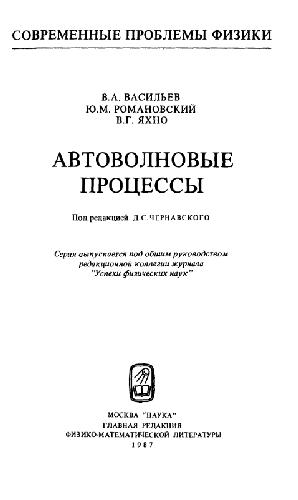 СОВРЕМЕННЫЕ ПРОБЛЕМЫ ФИЗИКИ
В.А. ВАСИЛЬЕВ
Ю.М. РОМАНОВСКИЙ
В.Г. ЯХНО
АВТОВОЛНОВЫЕ
ПРОЦЕССЫ
Под редакцией Д.С. ЧЕРНАВСКОГО
Серия выпускается под общим руководством
редакционной коллегии журнала
"Успехи физических наук"
МОСКВА "НАУКА"
ГЛАВНАЯ РЕДАКЦИЯ
ФИЗИКО-МАТЕМАТИЧЕСКОЙ ЛИТЕРАТУРЫ
1987